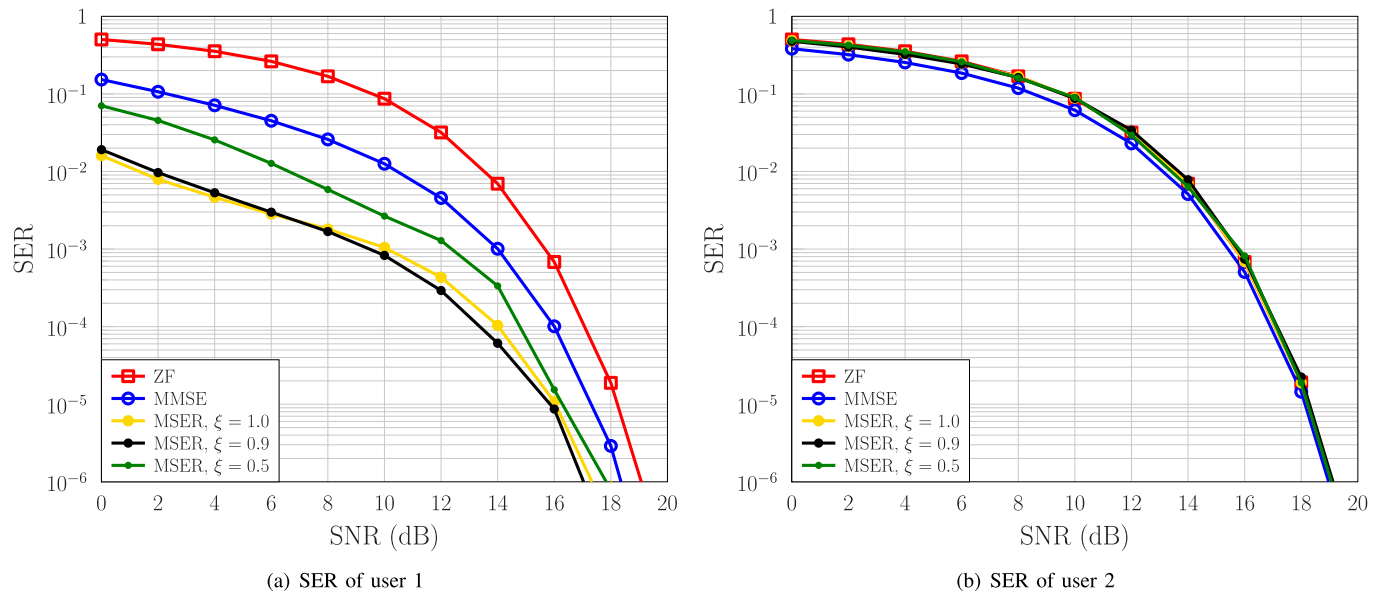 1
10⁻¹
10⁻²
10⁻³
10⁻⁴
10⁻⁵
10⁻⁶
SER
0 2 4 6 8 10 12 14 16 18 20
SNR (dB)
ZF
MMSE
MSER, ξ = 1.0
MSER, ξ = 0.9
MSER, ξ = 0.5
(a) SER of user 1
1
10⁻¹
10⁻²
10⁻³
10⁻⁴
10⁻⁵
10⁻⁶
SER
0 2 4 6 8 10 12 14 16 18 20
SNR (dB)
ZF
MMSE
MSER, ξ = 1.0
MSER, ξ = 0.9
MSER, ξ = 0.5
(b) SER of user 2